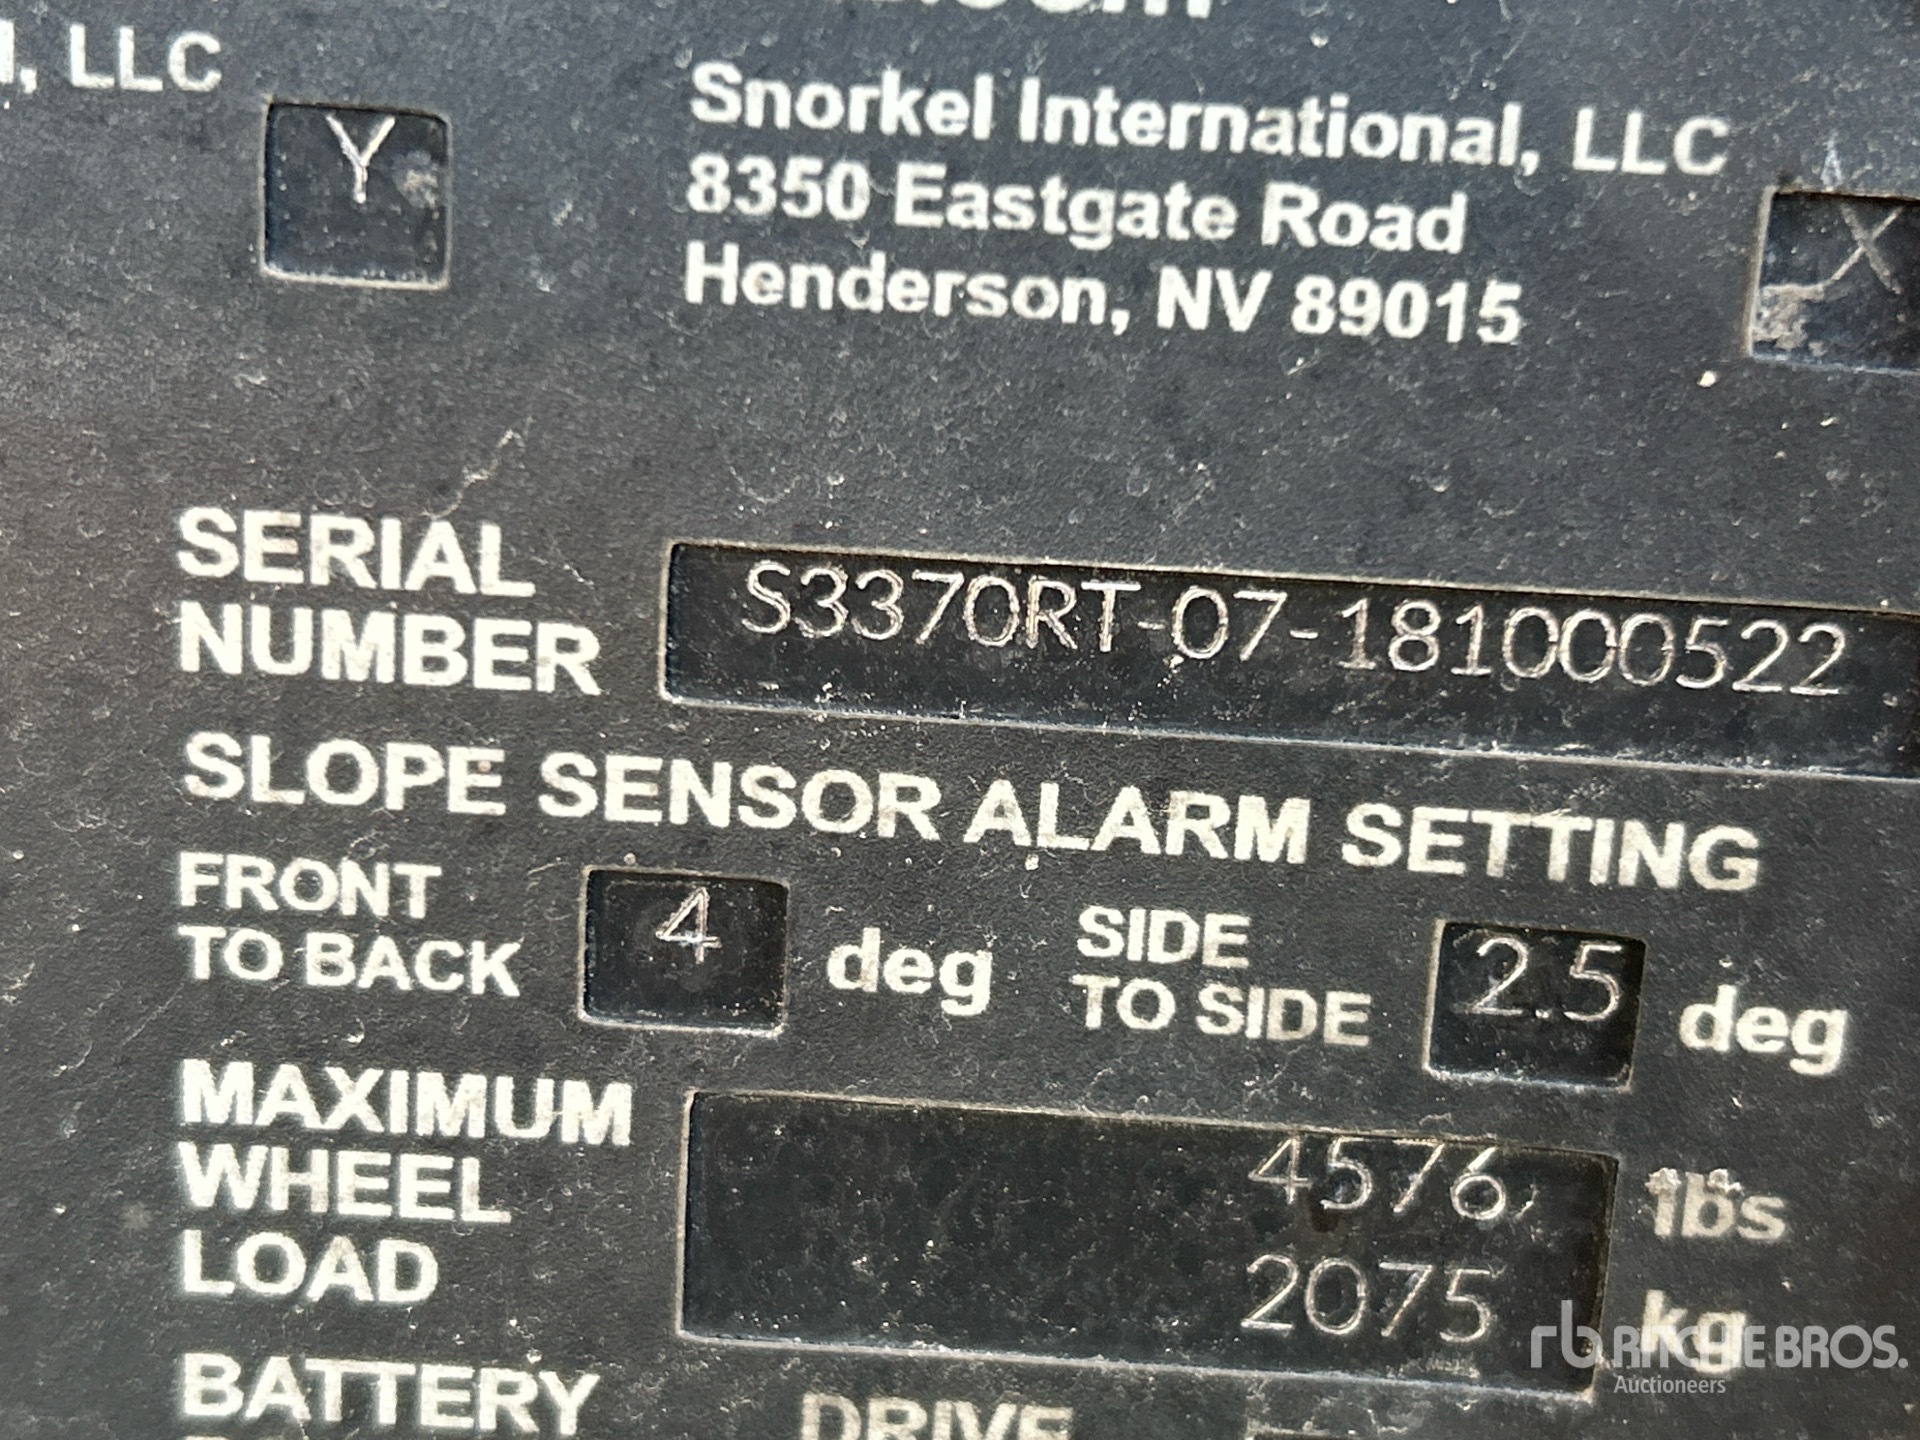 , LLC
Y
Snorkel International, LLC
8350 Eastgate Road
Henderson, NV 89015
X
SERIAL
NUMBER
S3370RT-07-181000522
SLOPE SENSOR ALARM SETTING
FRONT
TO BACK
4
deg
SIDE
TO SIDE
2.5
deg
MAXIMUM
WHEEL
LOAD
4576
lbs
2075
kg
rb RITCHIE BROS.
Auctioneers
BATTERY
DRIVE